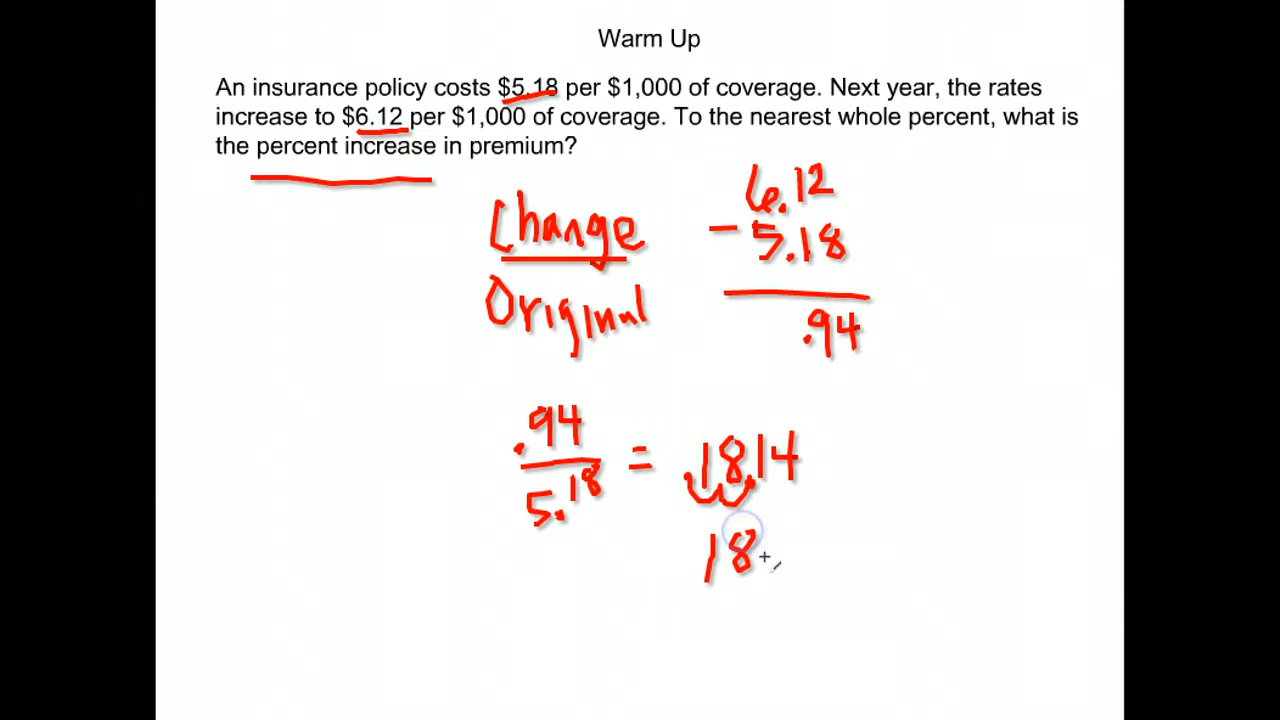 Warm Up
An insurance policy costs $5.18 per $1,000 of coverage. Next year, the rates
increase to $6.12 per $1,000 of coverage. To the nearest whole percent, what is
the percent increase in premium?
Change
Original
6.12
- 5.18
.94
.94
5.18
= .18.14
18